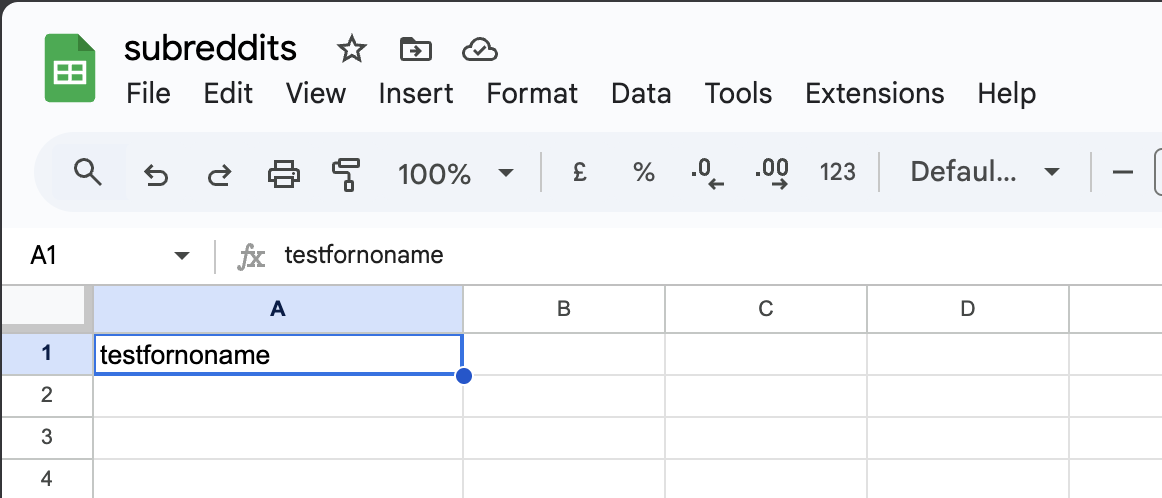 subreddits
File Edit View Insert Format Data Tools Extensions Help
100% £ % .0 .00 123 Defaul...
A1 fx testfornoname
A B C D
1 testfornoname
2
3
4